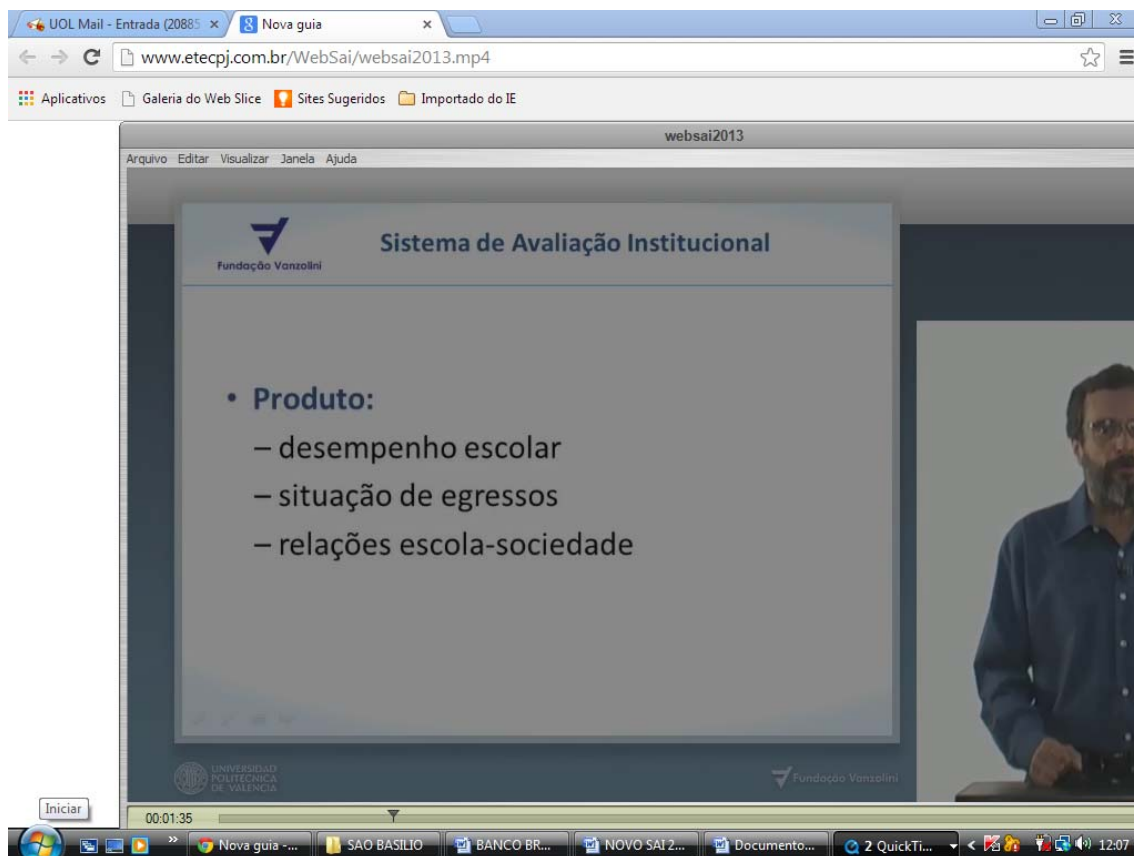 UOL Mail - Entrada (20885
Nova guia
www.etecpj.com.br/WebSai/websai2013.mp4
Aplicativos Galeria do Web Slice Sites Sugeridos Importado do IE
websai2013
Arquivo Editar Visualizar Janela Ajuda
Fundação Vanzolini
Sistema de Avaliação Institucional
• Produto:
– desempenho escolar
– situação de egressos
– relações escola-sociedade
UNIVERSIDAD
POLITECNICA
DE VALENCIA
Fundação Vanzolini
Iniciar
00:01:35
Nova guia -... SAO BASILIO BANCO BR... NOVO SAI 2... Documento... 2 QuickTi... 12:07